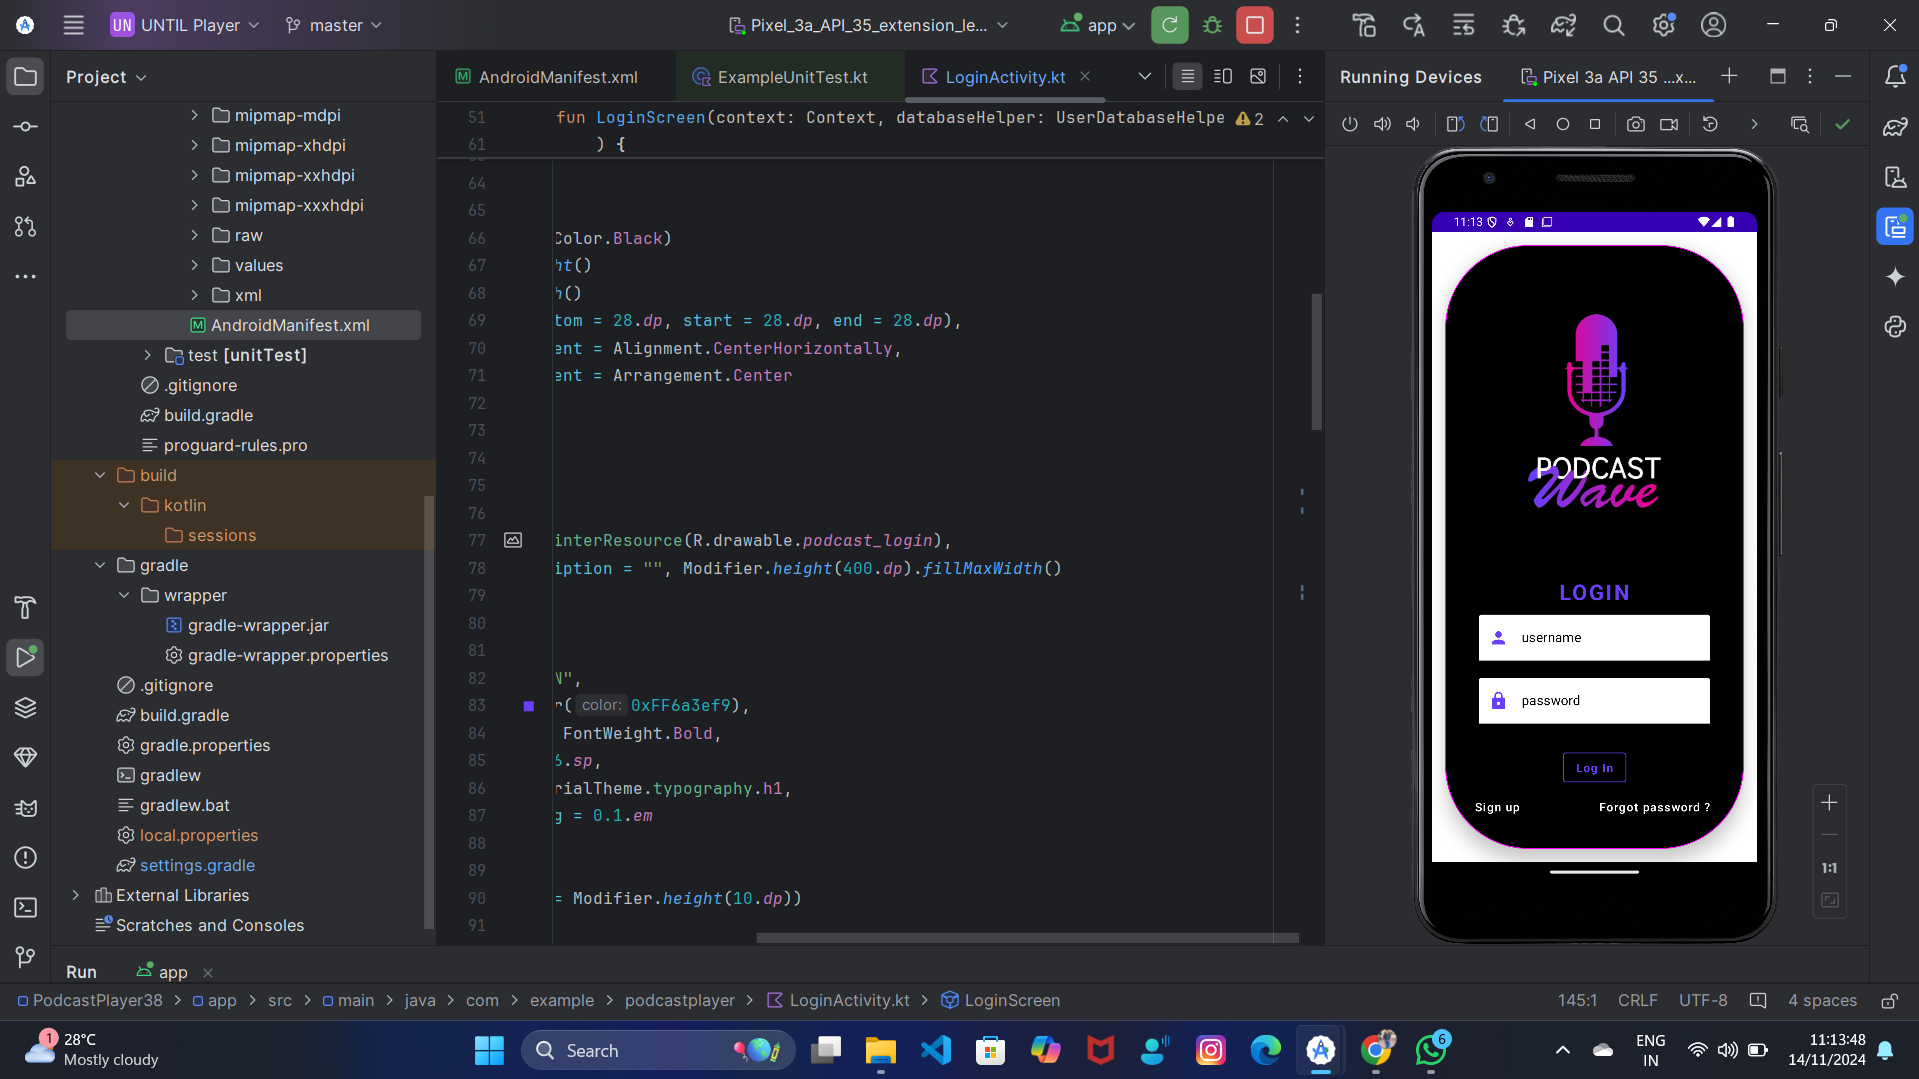 UN UNTIL Player master Pixel_3a_API_35_extension_le... app
Project
mipmap-mdpi
mipmap-xhdpi
mipmap-xxhdpi
mipmap-xxxhdpi
raw
values
xml
AndroidManifest.xml
test [unitTest]
.gitignore
build.gradle
proguard-rules.pro
build
kotlin
sessions
gradle
wrapper
gradle-wrapper.jar
gradle-wrapper.properties
.gitignore
build.gradle
gradle.properties
gradlew
gradlew.bat
local.properties
settings.gradle
External Libraries
Scratches and Consoles
AndroidManifest.xml ExampleUnitTest.kt LoginActivity.kt
51 fun LoginScreen(context: Context, databaseHelper: UserDatabaseHelpe 2
61 ) {
64
65
66 Color.Black)
67 ht()
68 h()
69 tom = 28.dp, start = 28.dp, end = 28.dp),
70 ent = Alignment.CenterHorizontally,
71 ent = Arrangement.Center
72
73
74
75
76
77 interResource(R.drawable.podcast_login),
78 iption = "", Modifier.height(400.dp).fillMaxWidth()
79
80
81
82 N",
83 r( color: 0xFF6a3ef9),
84 FontWeight.Bold,
85 6.sp,
86 rialTheme.typography.h1,
87 g = 0.1.em
88
89
90 = Modifier.height(10.dp))
91
Running Devices Pixel 3a API 35 ...x...
11:13
PODCAST
Wave
LOGIN
username
password
Log In
Sign up Forgot password ?
1:1
Run app
PodcastPlayer38 > app > src > main > java > com > example > podcastplayer > LoginActivity.kt > LoginScreen 145:1 CRLF UTF-8 4 spaces
1 28°C
Mostly cloudy
Search
6
ENG
IN
11:13:48
14/11/2024